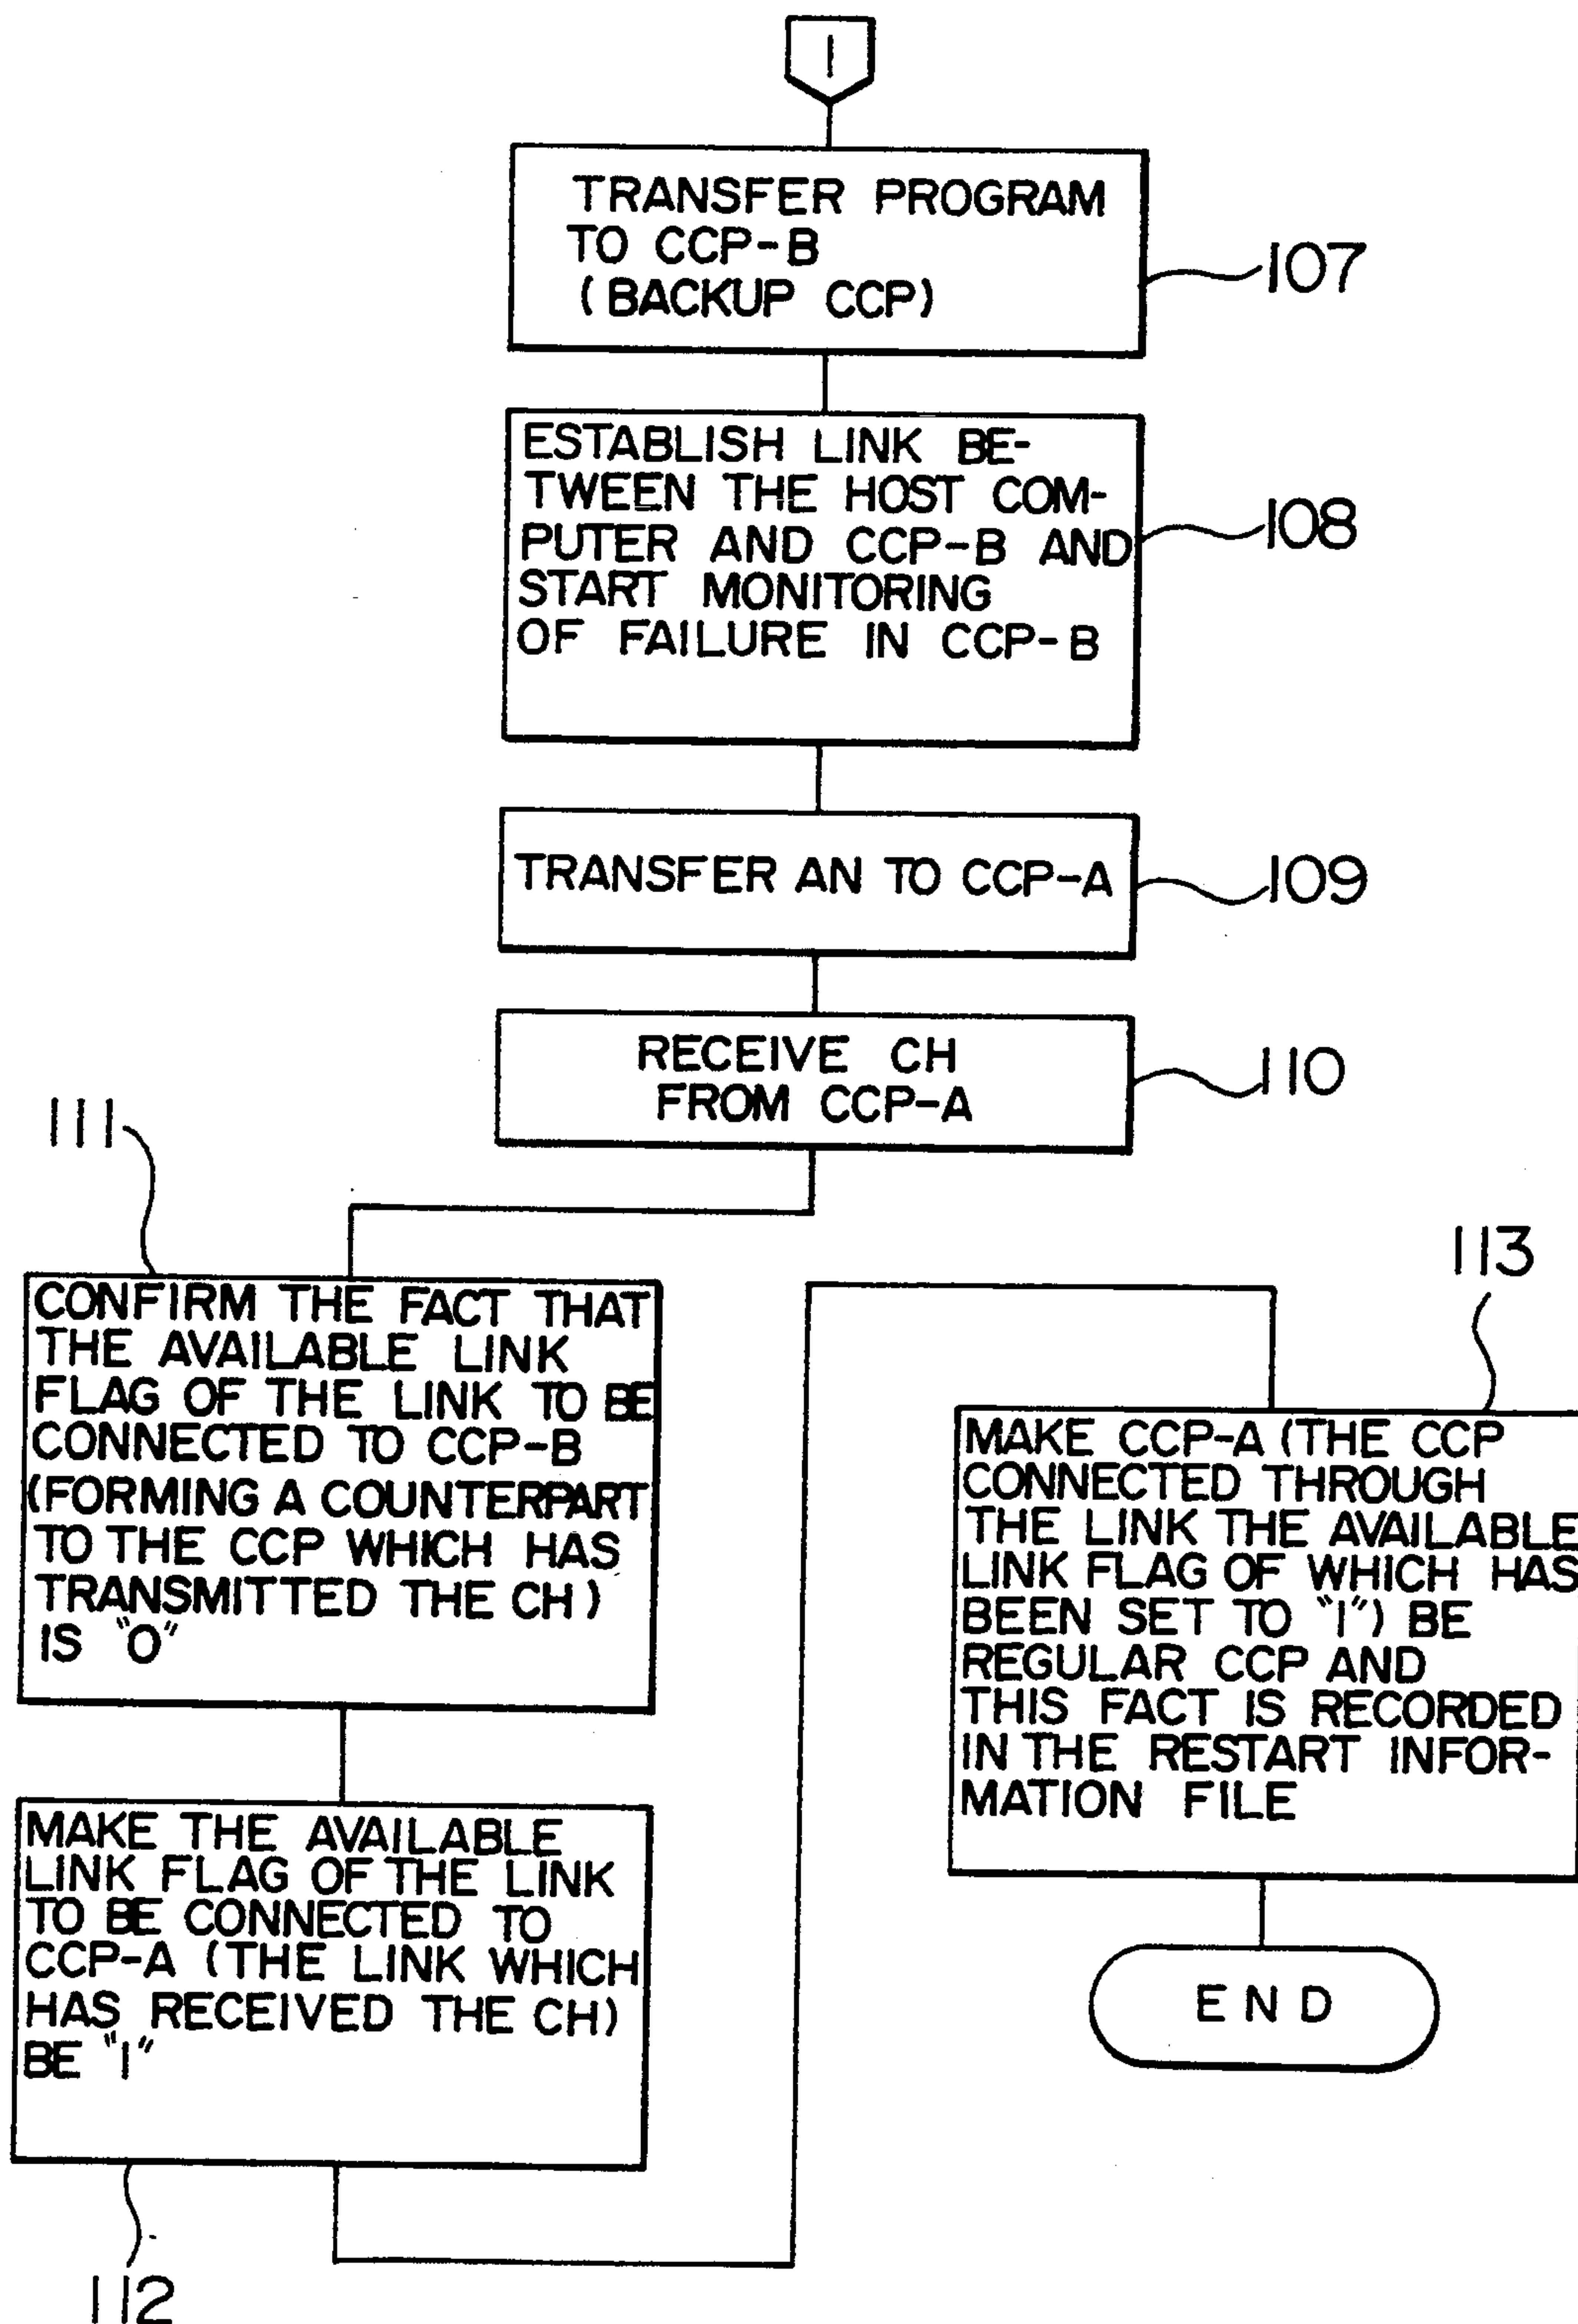 1
TRANSFER PROGRAM
TO CCP-B
(BACKUP CCP)
107
ESTABLISH LINK BE-
TWEEN THE HOST COM-
PUTER AND CCP-B AND
START MONITORING
OF FAILURE IN CCP-B
108
TRANSFER AN TO CCP-A
109
RECEIVE CH
FROM CCP-A
110
111
CONFIRM THE FACT THAT
THE AVAILABLE LINK
FLAG OF THE LINK TO BE
CONNECTED TO CCP-B
(FORMING A COUNTERPART
TO THE CCP WHICH HAS
TRANSMITTED THE CH)
IS "0"
MAKE THE AVAILABLE
LINK FLAG OF THE LINK
TO BE CONNECTED TO
CCP-A (THE LINK WHICH
HAS RECEIVED THE CH)
BE "1"
112
113
MAKE CCP-A (THE CCP
CONNECTED THROUGH
THE LINK THE AVAILABLE
LINK FLAG OF WHICH HAS
BEEN SET TO "1") BE
REGULAR CCP AND
THIS FACT IS RECORDED
IN THE RESTART INFOR-
MATION FILE
END